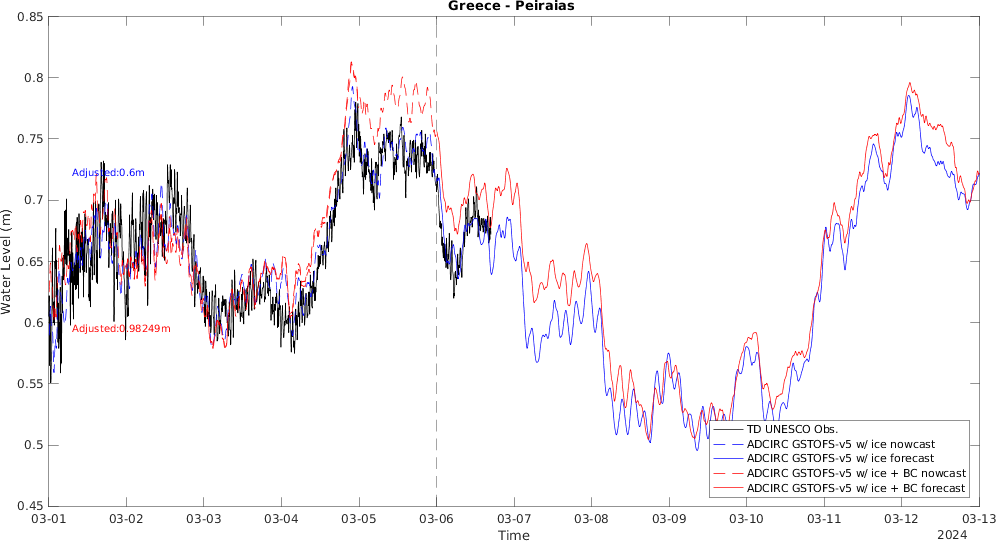 Greece - Peiraias
0.85
0.8
0.75
0.7
0.65
0.6
0.55
0.5
0.45
Water Level (m)
Adjusted:0.6m
Adjusted:0.98249m
TD UNESCO Obs.
ADCIRC GSTOFS-v5 w/ ice nowcast
ADCIRC GSTOFS-v5 w/ ice forecast
ADCIRC GSTOFS-v5 w/ ice + BC nowcast
ADCIRC GSTOFS-v5 w/ ice + BC forecast
03-01 03-02 03-03 03-04 03-05 03-06 03-07 03-08 03-09 03-10 03-11 03-12 03-13
Time
2024